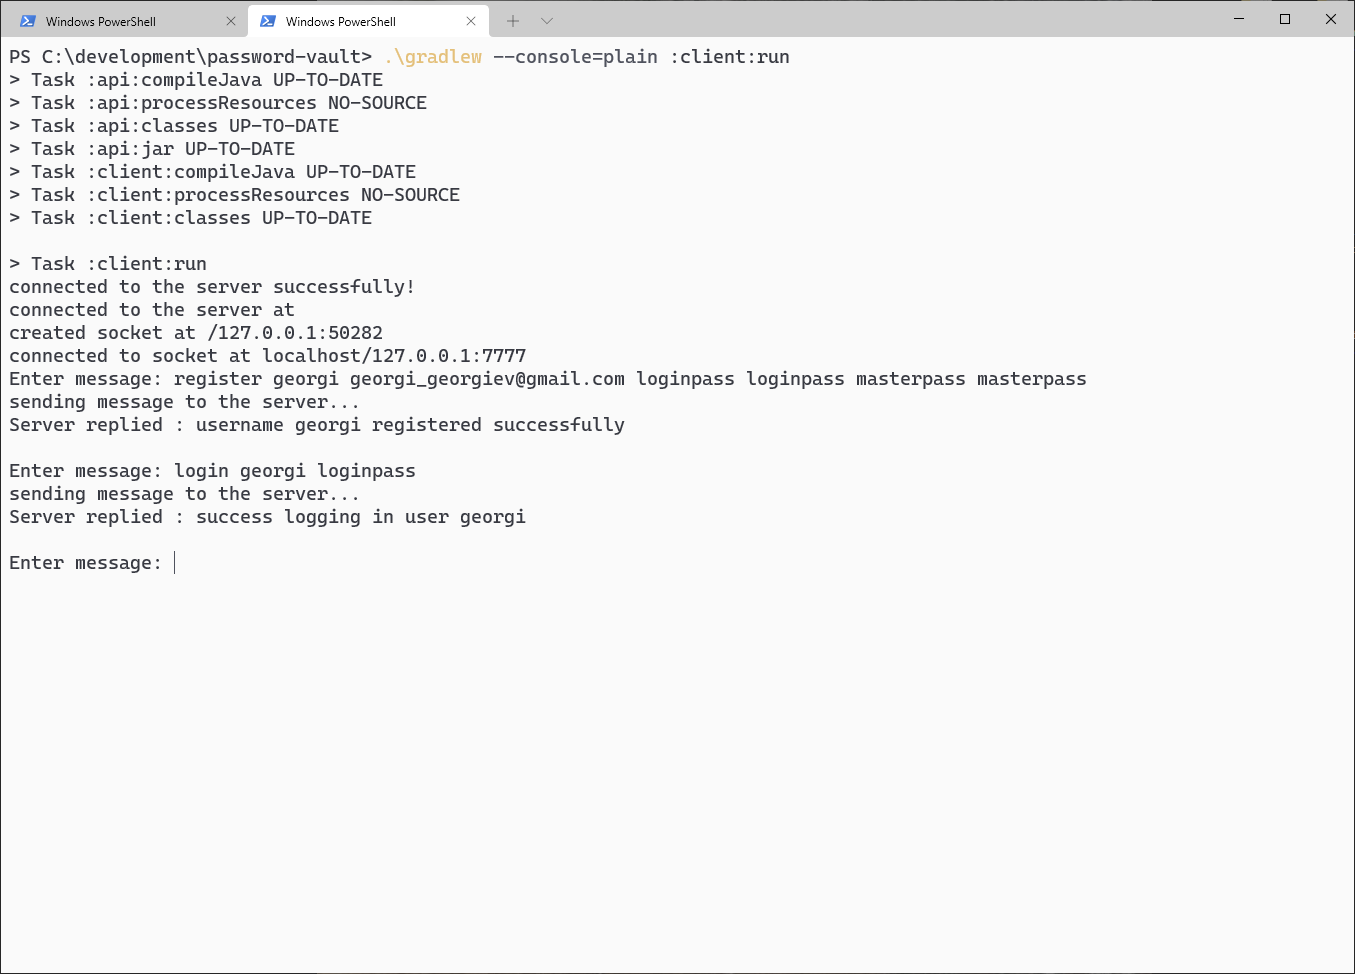 Windows PowerShell
Windows PowerShell
PS C:\development\password-vault> .\gradlew --console=plain :client:run
> Task :api:compileJava UP-TO-DATE
> Task :api:processResources NO-SOURCE
> Task :api:classes UP-TO-DATE
> Task :api:jar UP-TO-DATE
> Task :client:compileJava UP-TO-DATE
> Task :client:processResources NO-SOURCE
> Task :client:classes UP-TO-DATE
> Task :client:run
connected to the server successfully!
connected to the server at
created socket at /127.0.0.1:50282
connected to socket at localhost/127.0.0.1:7777
Enter message: register georgi georgi_georgiev@gmail.com loginpass loginpass masterpass masterpass
sending message to the server...
Server replied : username georgi registered successfully
Enter message: login georgi loginpass
sending message to the server...
Server replied : success logging in user georgi
Enter message: